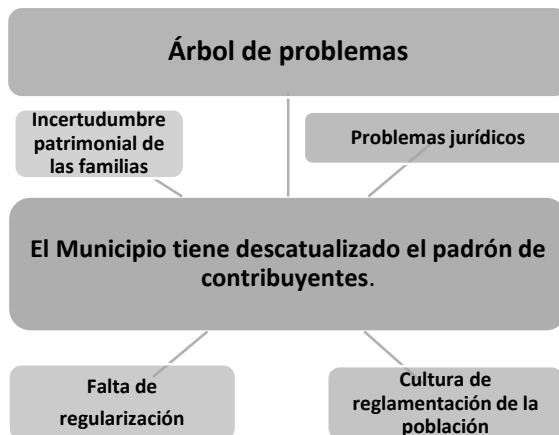 Árbol de problemas
Incertudumbre
patrimonial de
las familias
Problemas jurídicos
El Municipio tiene descatualizado el padrón de
contribuyentes.
Falta de
regularización
Cultura de
reglamentación de la
población